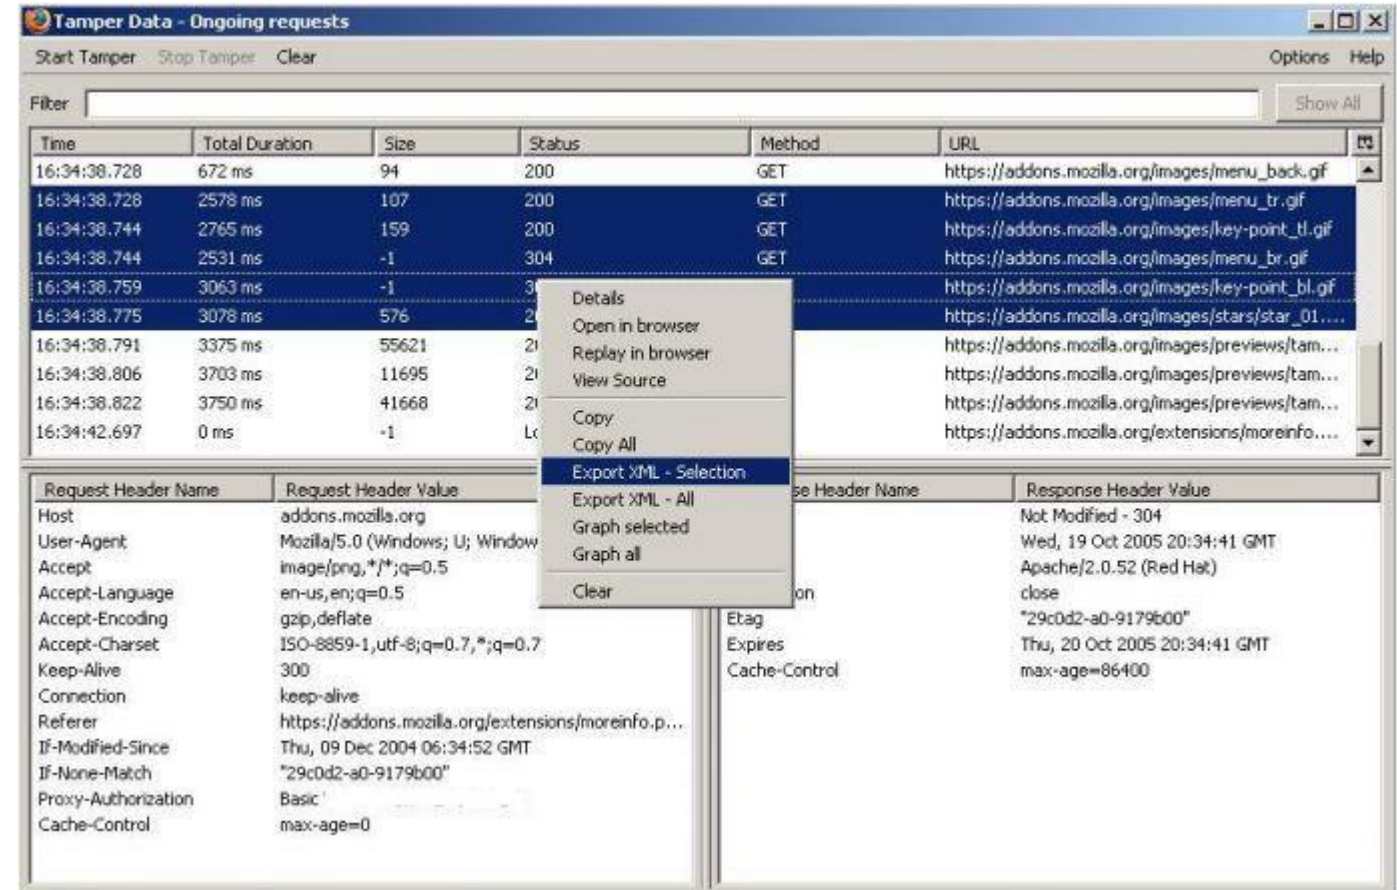 Tamper Data - Ongoing requests
Start Tamper Stop Tamper Clear Options Help
Filter Show All
Time Total Duration Size Status Method URL
16:34:38.728 672 ms 94 200 GET https://addons.mozilla.org/images/menu_back.gif
16:34:38.728 2578 ms 107 200 GET https://addons.mozilla.org/images/menu_tr.gif
16:34:38.744 2765 ms 159 200 GET https://addons.mozilla.org/images/key-point_tl.gif
16:34:38.744 2531 ms -1 304 GET https://addons.mozilla.org/images/menu_br.gif
16:34:38.759 3063 ms -1 https://addons.mozilla.org/images/key-point_bl.gif
16:34:38.775 3078 ms 576 https://addons.mozilla.org/images/stars/star_01....
16:34:38.791 3375 ms 55621 https://addons.mozilla.org/images/previews/tam...
16:34:38.806 3703 ms 11695 https://addons.mozilla.org/images/previews/tam...
16:34:38.822 3750 ms 41668 https://addons.mozilla.org/images/previews/tam...
16:34:42.697 0 ms -1 https://addons.mozilla.org/extensions/moreinfo....
Details
Open in browser
Replay in browser
View Source
Copy
Copy All
Export XML - Selection
Export XML - All
Graph selected
Graph all
Clear
Request Header Name Request Header Value
Host addons.mozilla.org
User-Agent Mozilla/5.0 (Windows; U; Window
Accept image/png,*/*;q=0.5
Accept-Language en-us,en;q=0.5
Accept-Encoding gzip,deflate
Accept-Charset ISO-8859-1,utf-8;q=0.7,*;q=0.7
Keep-Alive 300
Connection keep-alive
Referer https://addons.mozilla.org/extensions/moreinfo.p...
If-Modified-Since Thu, 09 Dec 2004 06:34:52 GMT
If-None-Match "29c0d2-a0-9179b00"
Proxy-Authorization Basic
Cache-Control max-age=0
se Header Name Response Header Value
Not Modified - 304
Wed, 19 Oct 2005 20:34:41 GMT
Apache/2.0.52 (Red Hat)
on close
Etag "29c0d2-a0-9179b00"
Expires Thu, 20 Oct 2005 20:34:41 GMT
Cache-Control max-age=86400